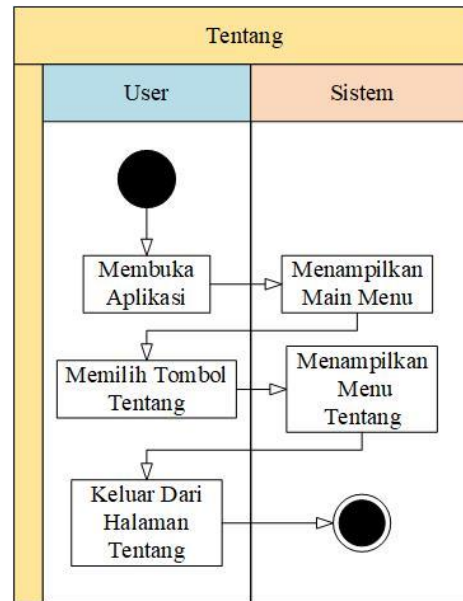 Tentang
User
Sistem
Membuka
Aplikasi
Menampilkan
Main Menu
Memilih Tombol
Tentang
Menampilkan
Menu
Tentang
Keluar Dari
Halaman
Tentang